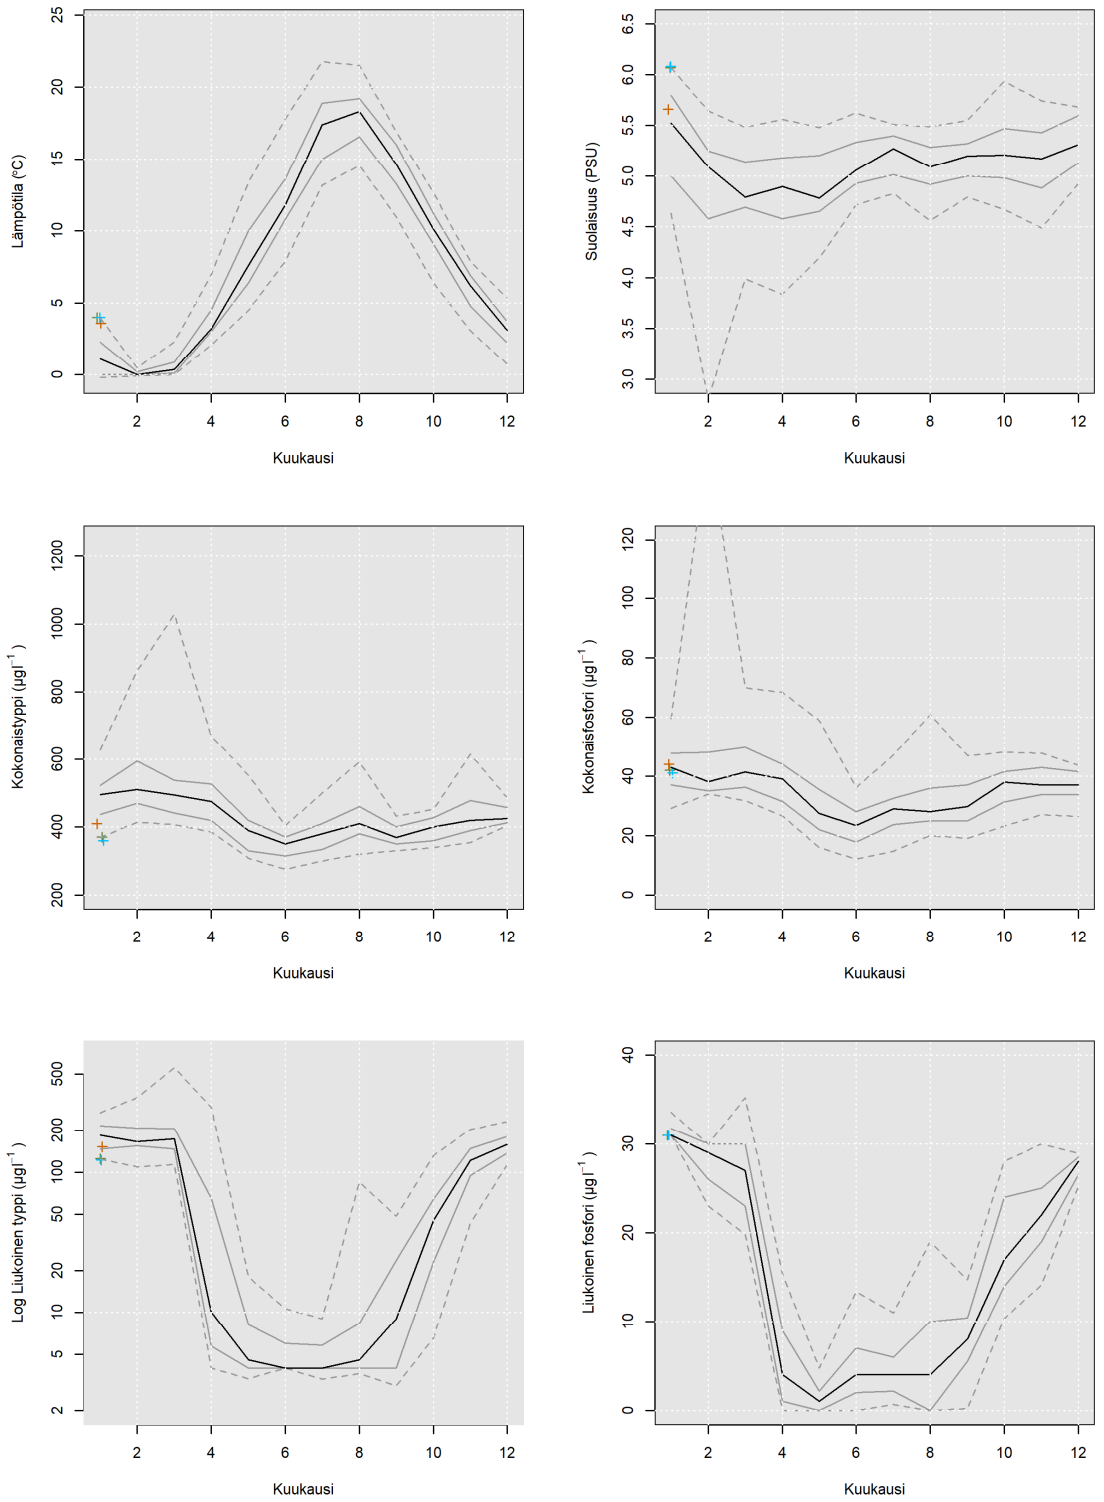 Lämpötila (°C)
25
20
15
10
5
0
2 4 6 8 10 12
Kuukausi
Suolaisuus (PSU)
6.5
6.0
5.5
5.0
4.5
4.0
3.5
3.0
2 4 6 8 10 12
Kuukausi
Kokonaistyppi (µgl⁻¹ )
1200
1000
800
600
400
200
2 4 6 8 10 12
Kuukausi
Kokonaisfosfori (µgl⁻¹ )
120
100
80
60
40
20
0
2 4 6 8 10 12
Kuukausi
Log Liukoinen typpi (µgl⁻¹)
500
200
100
50
20
10
5
2
2 4 6 8 10 12
Kuukausi
Liukoinen fosfori (µgl⁻¹ )
40
30
20
10
0
2 4 6 8 10 12
Kuukausi